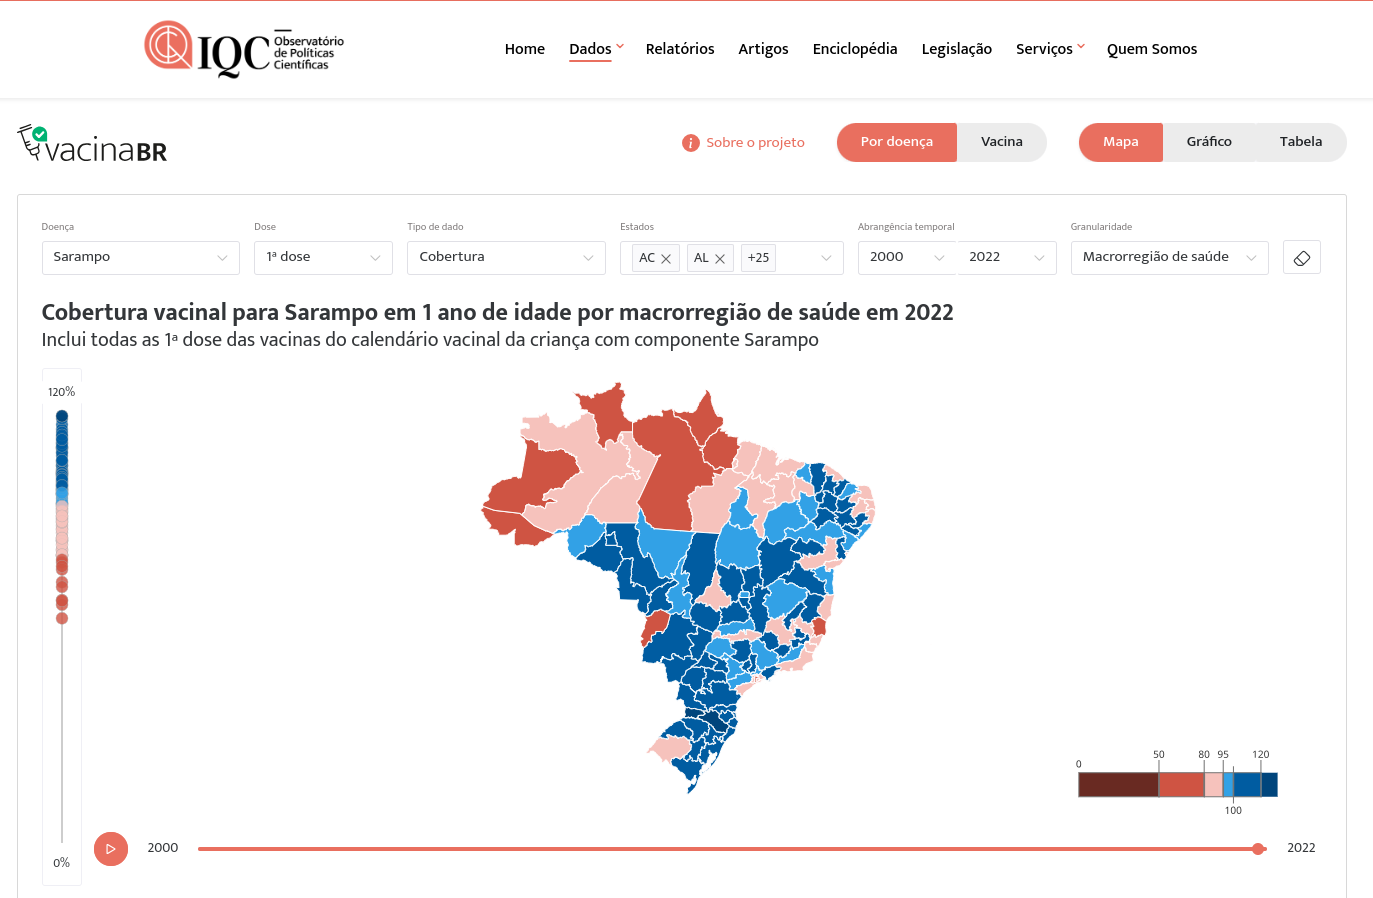 IQC
Observatório
de Políticas
Científicas
Home Dados Relatórios Artigos Enciclopédia Legislação Serviços Quem Somos
vacinaBR
i Sobre o projeto
Por doença Vacina
Mapa Gráfico Tabela
Doença Dose Tipo de dado Estados Abrangência temporal Granularidade
Sarampo 1ª dose Cobertura AC AL +25 2000 2022 Macrorregião de saúde
Cobertura vacinal para Sarampo em 1 ano de idade por macrorregião de saúde em 2022
Inclui todas as 1ª dose das vacinas do calendário vacinal da criança com componente Sarampo
120%
0 50 80 95 120
100
2000 2022
0%